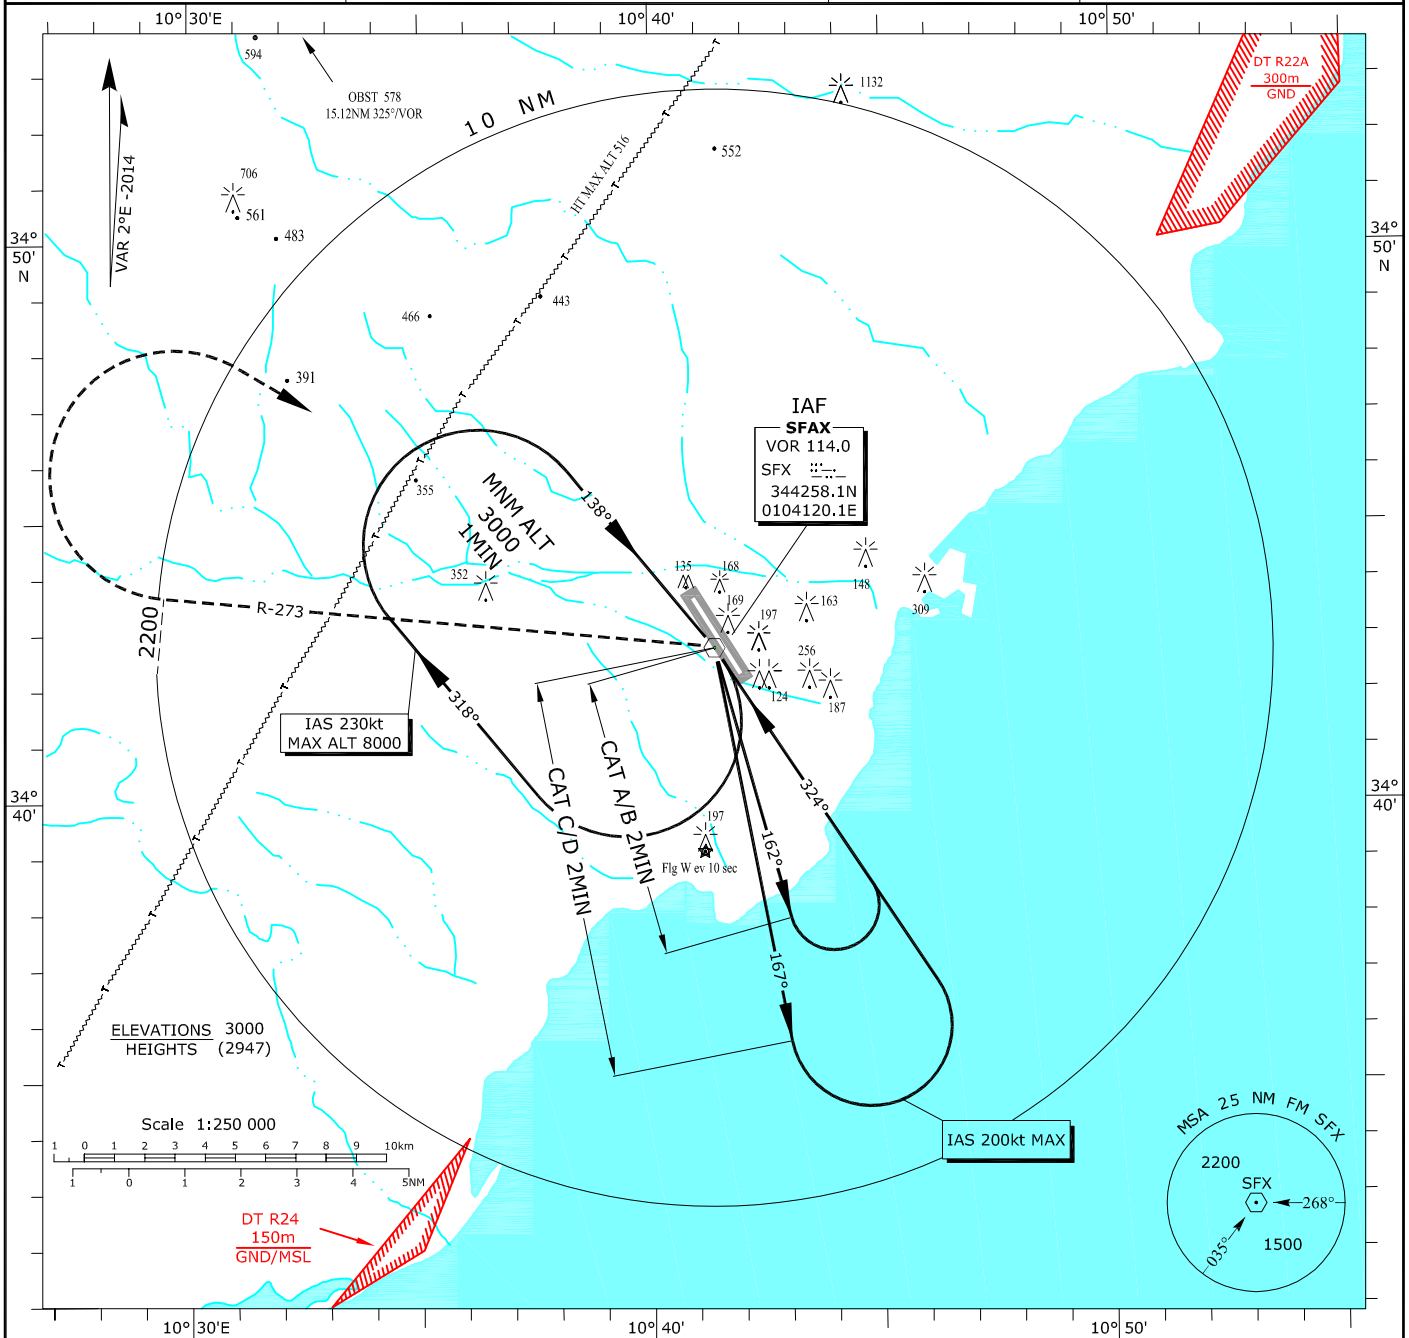 10°30'E
10°40'
10°50'
594
OBST 578
15.12NM 325°/VOR
10 NM
1132
DT R22A
300m
GND
VAR 2°E -2014
706
561
483
HT MAX ALT 516
552
34°
50'
N
34°
50'
N
466
443
391
IAF
SFAX
VOR 114.0
SFX
344258.1N
0104120.1E
355
MNM ALT
3000
1MIN
138°
352
135
168
169
197
163
148
309
R-273
2200
256
124
187
318°
IAS 230kt
MAX ALT 8000
CAT C/D 2MIN
CAT A/B 2MIN
324°
34°
40'
34°
40'
197
Flg W ev 10 sec
162°
167°
ELEVATIONS 3000
HEIGHTS (2947)
Scale 1:250 000
1 0 1 2 3 4 5 6 7 8 9 10km
1 0 1 2 3 4 5NM
IAS 200kt MAX
MSA 25 NM FM SFX
2200
SFX
268°
035°
1500
DT R24
150m
GND/MSL
10°30'E
10°40'
10°50'